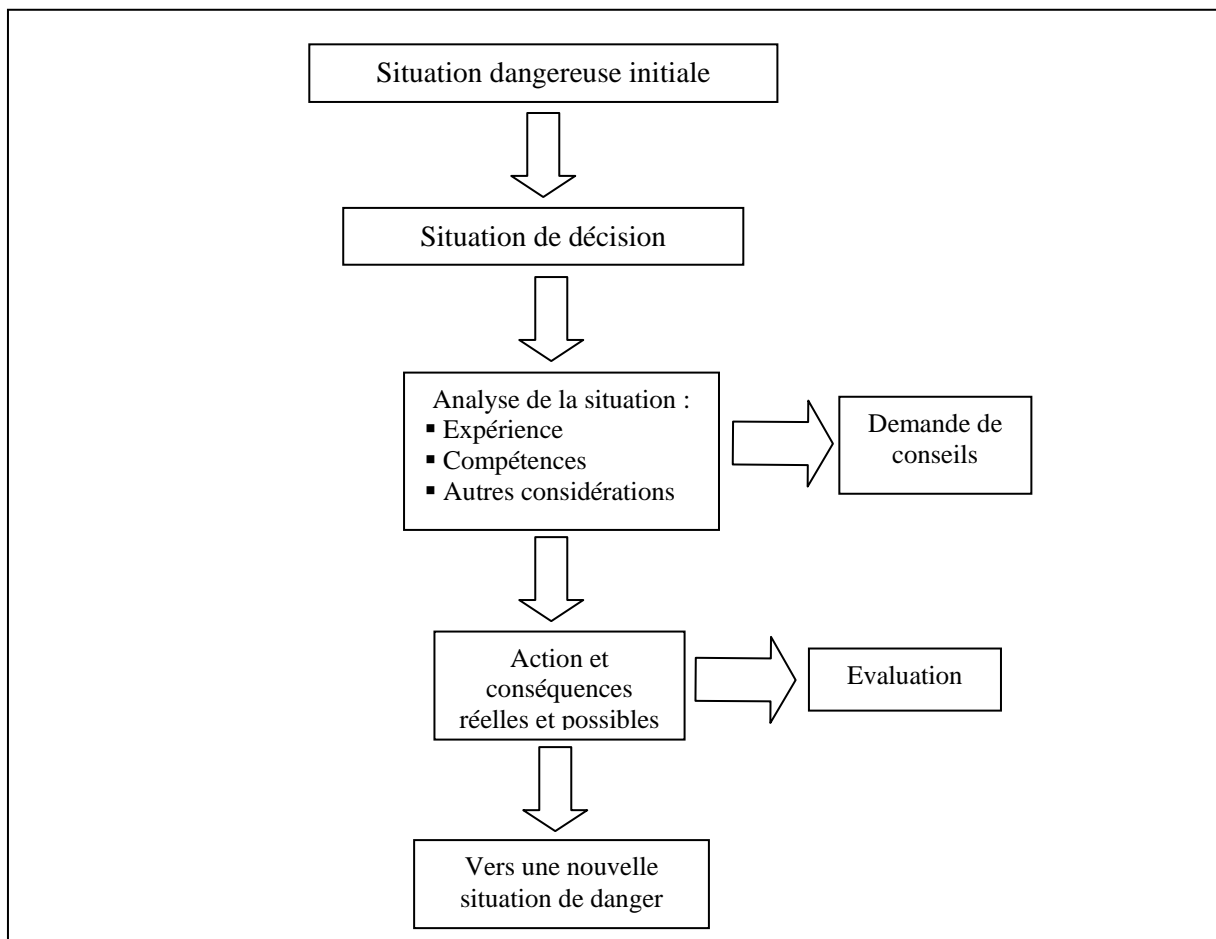 Situation dangereuse initiale
Situation de décision
Analyse de la situation :
▪ Expérience
▪ Compétences
▪ Autres considérations
Demande de
conseils
Action et
conséquences
réelles et possibles
Evaluation
Vers une nouvelle
situation de danger